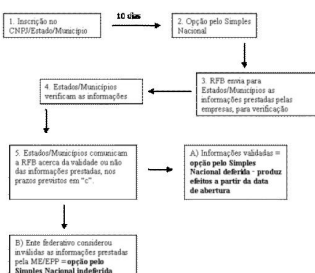 1. Inscrição no
CNPJ/Estado/Município
10 dias
2. Opção pelo Simples
Nacional
3. RFB envia para
Estados/Municípios as
informações prestadas pelas
empresas, para verificação
4. Estados/Municípios
verificam as informações
5. Estados/Municípios comunicam
a RFB acerca da validade ou não
das informações prestadas, nos
prazos previstos em "c".
A) Informações validadas =
opção pelo Simples
Nacional deferida - produz
efeitos a partir da data
de abertura
B) Ente federativo considerou
inválidas as informações prestadas
pela ME/EPP = opção pelo
Simples Nacional indeferida